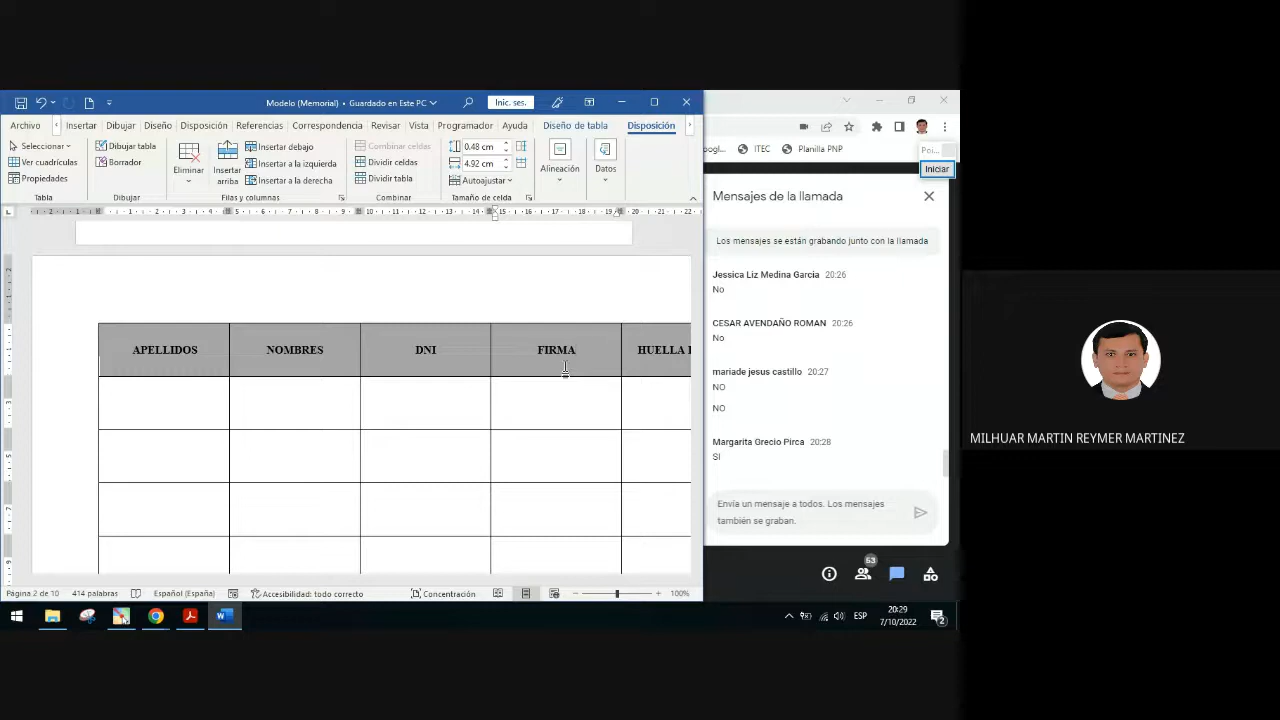 Modelo (Memorial) • Guardado en Este PC
Inic. ses.
Archivo
Insertar
Dibujar
Diseño
Disposición
Referencias
Correspondencia
Revisar
Vista
Programador
Ayuda
Diseño de tabla
Disposición
Seleccionar
Ver cuadrículas
Propiedades
Tabla
Dibujar tabla
Borrador
Dibujar
Eliminar
Insertar arriba
Insertar debajo
Insertar a la izquierda
Insertar a la derecha
Filas y columnas
Combinar celdas
Dividir celdas
Dividir tabla
Combinar
0.48 cm
4.92 cm
Autoajustar
Tamaño de celda
Alineación
Datos
APELLIDOS
NOMBRES
DNI
FIRMA
HUELLA
Página 2 de 10
414 palabras
Español (España)
Accesibilidad: todo correcto
Concentración
100%
ITEC
Planilla PNP
Iniciar
Mensajes de la llamada
Los mensajes se están grabando junto con la llamada
Jessica Liz Medina Garcia 20:26
No
CESAR AVENDAÑO ROMAN 20:26
No
mariade jesus castillo 20:27
NO
NO
Margarita Grecio Pirca 20:28
SI
Envía un mensaje a todos. Los mensajes
también se graban.
53
ESP
20:29
7/10/2022
2
MILHUAR MARTIN REYMER MARTINEZ